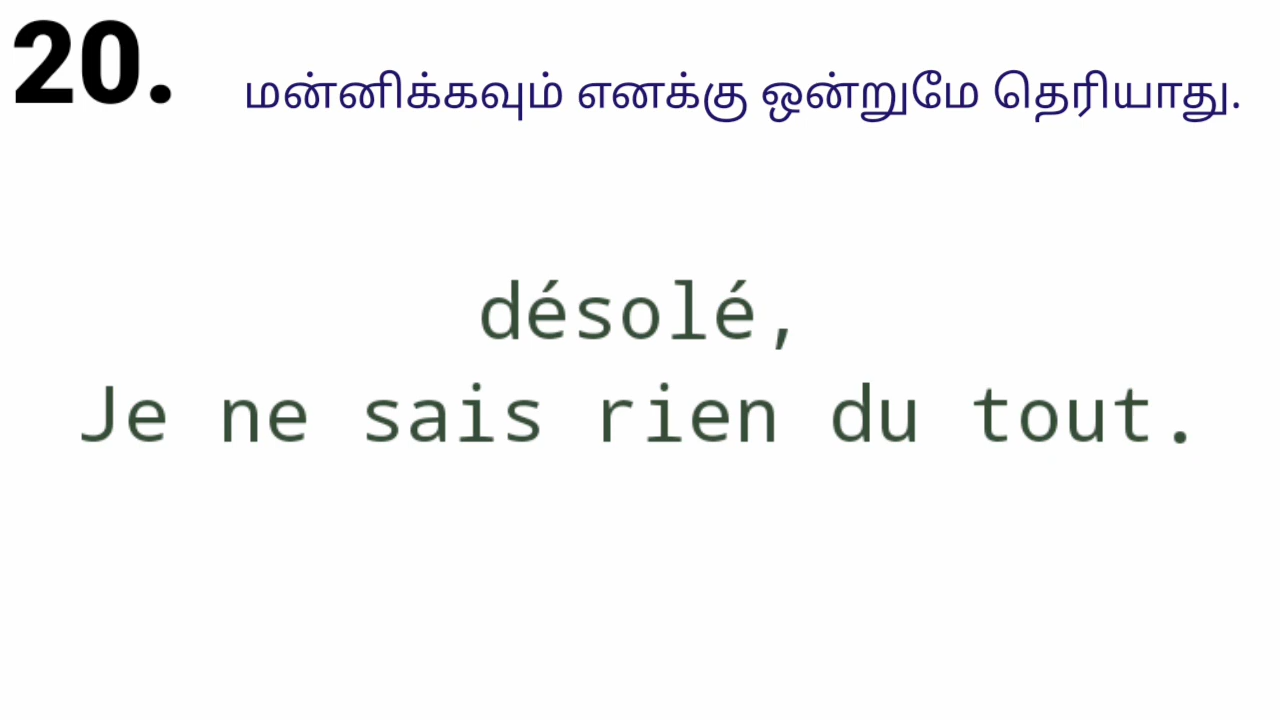 20. மன்னிக்கவும் எனக்கு ஒன்றுமே தெரியாது.
désolé,
Je ne sais rien du tout.